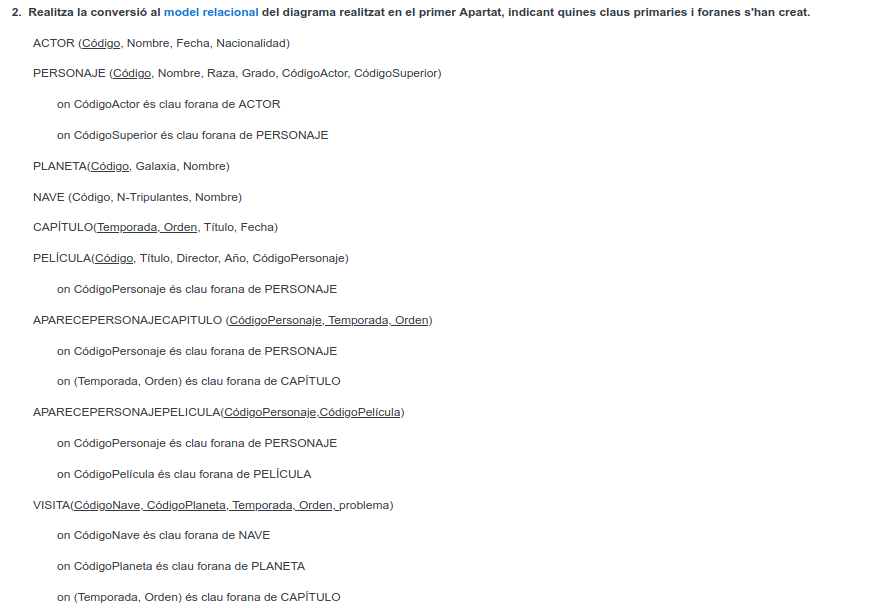 2. Realitza la conversió al model relacional del diagrama realitzat en el primer Apartat, indicant quines claus primaries i foranes s'han creat.
ACTOR (Código, Nombre, Fecha, Nacionalidad)
PERSONAJE (Código, Nombre, Raza, Grado, CódigoActor, CódigoSuperior)
on CódigoActor és clau forana de ACTOR
on CódigoSuperior és clau forana de PERSONAJE
PLANETA(Código, Galaxia, Nombre)
NAVE (Código, N-Tripulantes, Nombre)
CAPÍTULO(Temporada, Orden, Título, Fecha)
PELÍCULA(Código, Título, Director, Año, CódigoPersonaje)
on CódigoPersonaje és clau forana de PERSONAJE
APARECEPERSONAJECAPITULO (CódigoPersonaje, Temporada, Orden)
on CódigoPersonaje és clau forana de PERSONAJE
on (Temporada, Orden) és clau forana de CAPÍTULO
APARECEPERSONAJEPELICULA(CódigoPersonaje,CódigoPelícula)
on CódigoPersonaje és clau forana de PERSONAJE
on CódigoPelícula és clau forana de PELÍCULA
VISITA(CódigoNave, CódigoPlaneta, Temporada, Orden, problema)
on CódigoNave és clau forana de NAVE
on CódigoPlaneta és clau forana de PLANETA
on (Temporada, Orden) és clau forana de CAPÍTULO